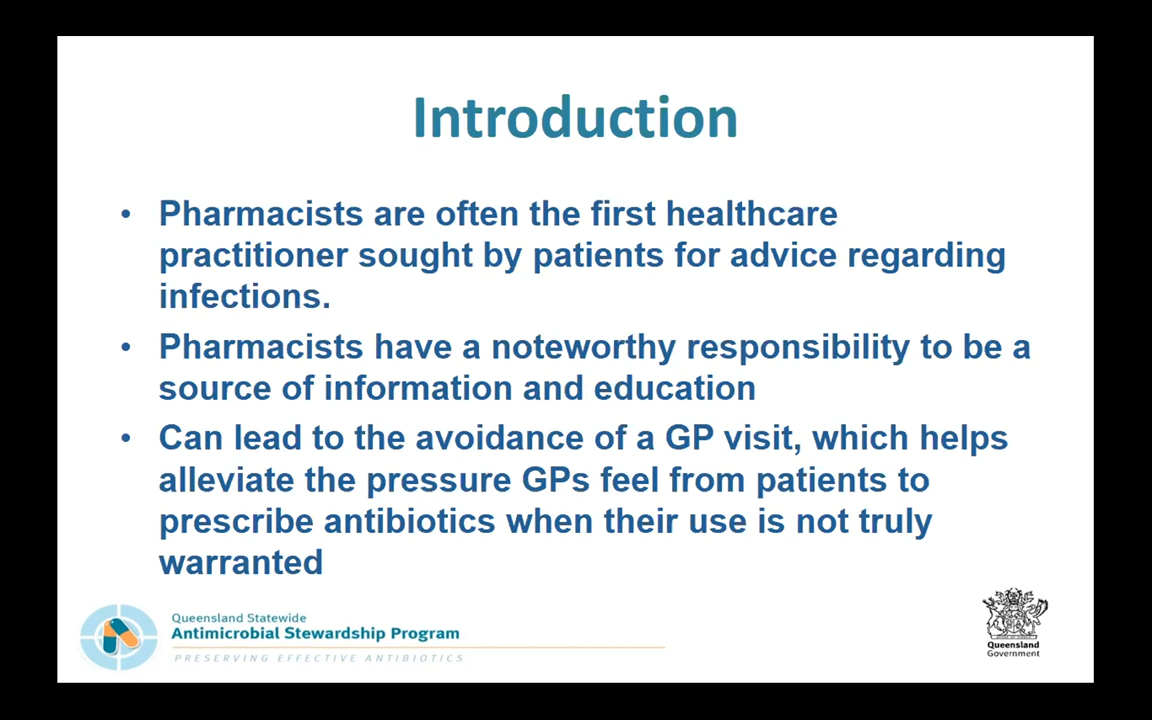 Introduction
• Pharmacists are often the first healthcare
practitioner sought by patients for advice regarding
infections.
• Pharmacists have a noteworthy responsibility to be a
source of information and education
• Can lead to the avoidance of a GP visit, which helps
alleviate the pressure GPs feel from patients to
prescribe antibiotics when their use is not truly
warranted
Queensland Statewide
Antimicrobial Stewardship Program
PRESERVING EFFECTIVE ANTIBIOTICS
Queensland
Government